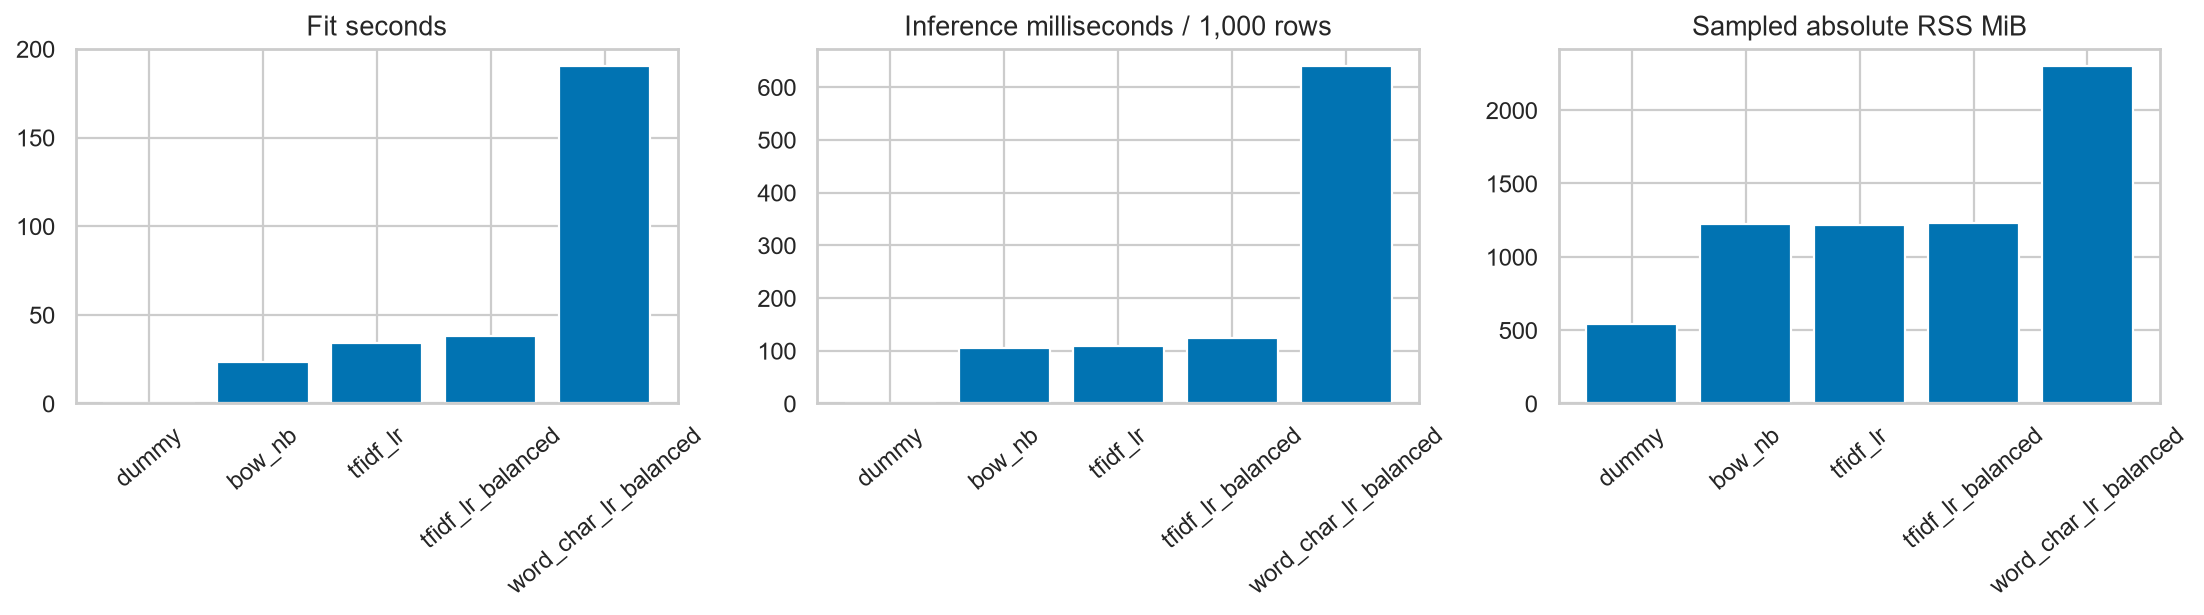 Fit seconds
200
150
100
50
0
dummy
bow_nb
tfidf_lr
tfidf_lr_balanced
word_char_lr_balanced
Inference milliseconds / 1,000 rows
600
500
400
300
200
100
0
dummy
bow_nb
tfidf_lr
tfidf_lr_balanced
word_char_lr_balanced
Sampled absolute RSS MiB
2000
1500
1000
500
0
dummy
bow_nb
tfidf_lr
tfidf_lr_balanced
word_char_lr_balanced